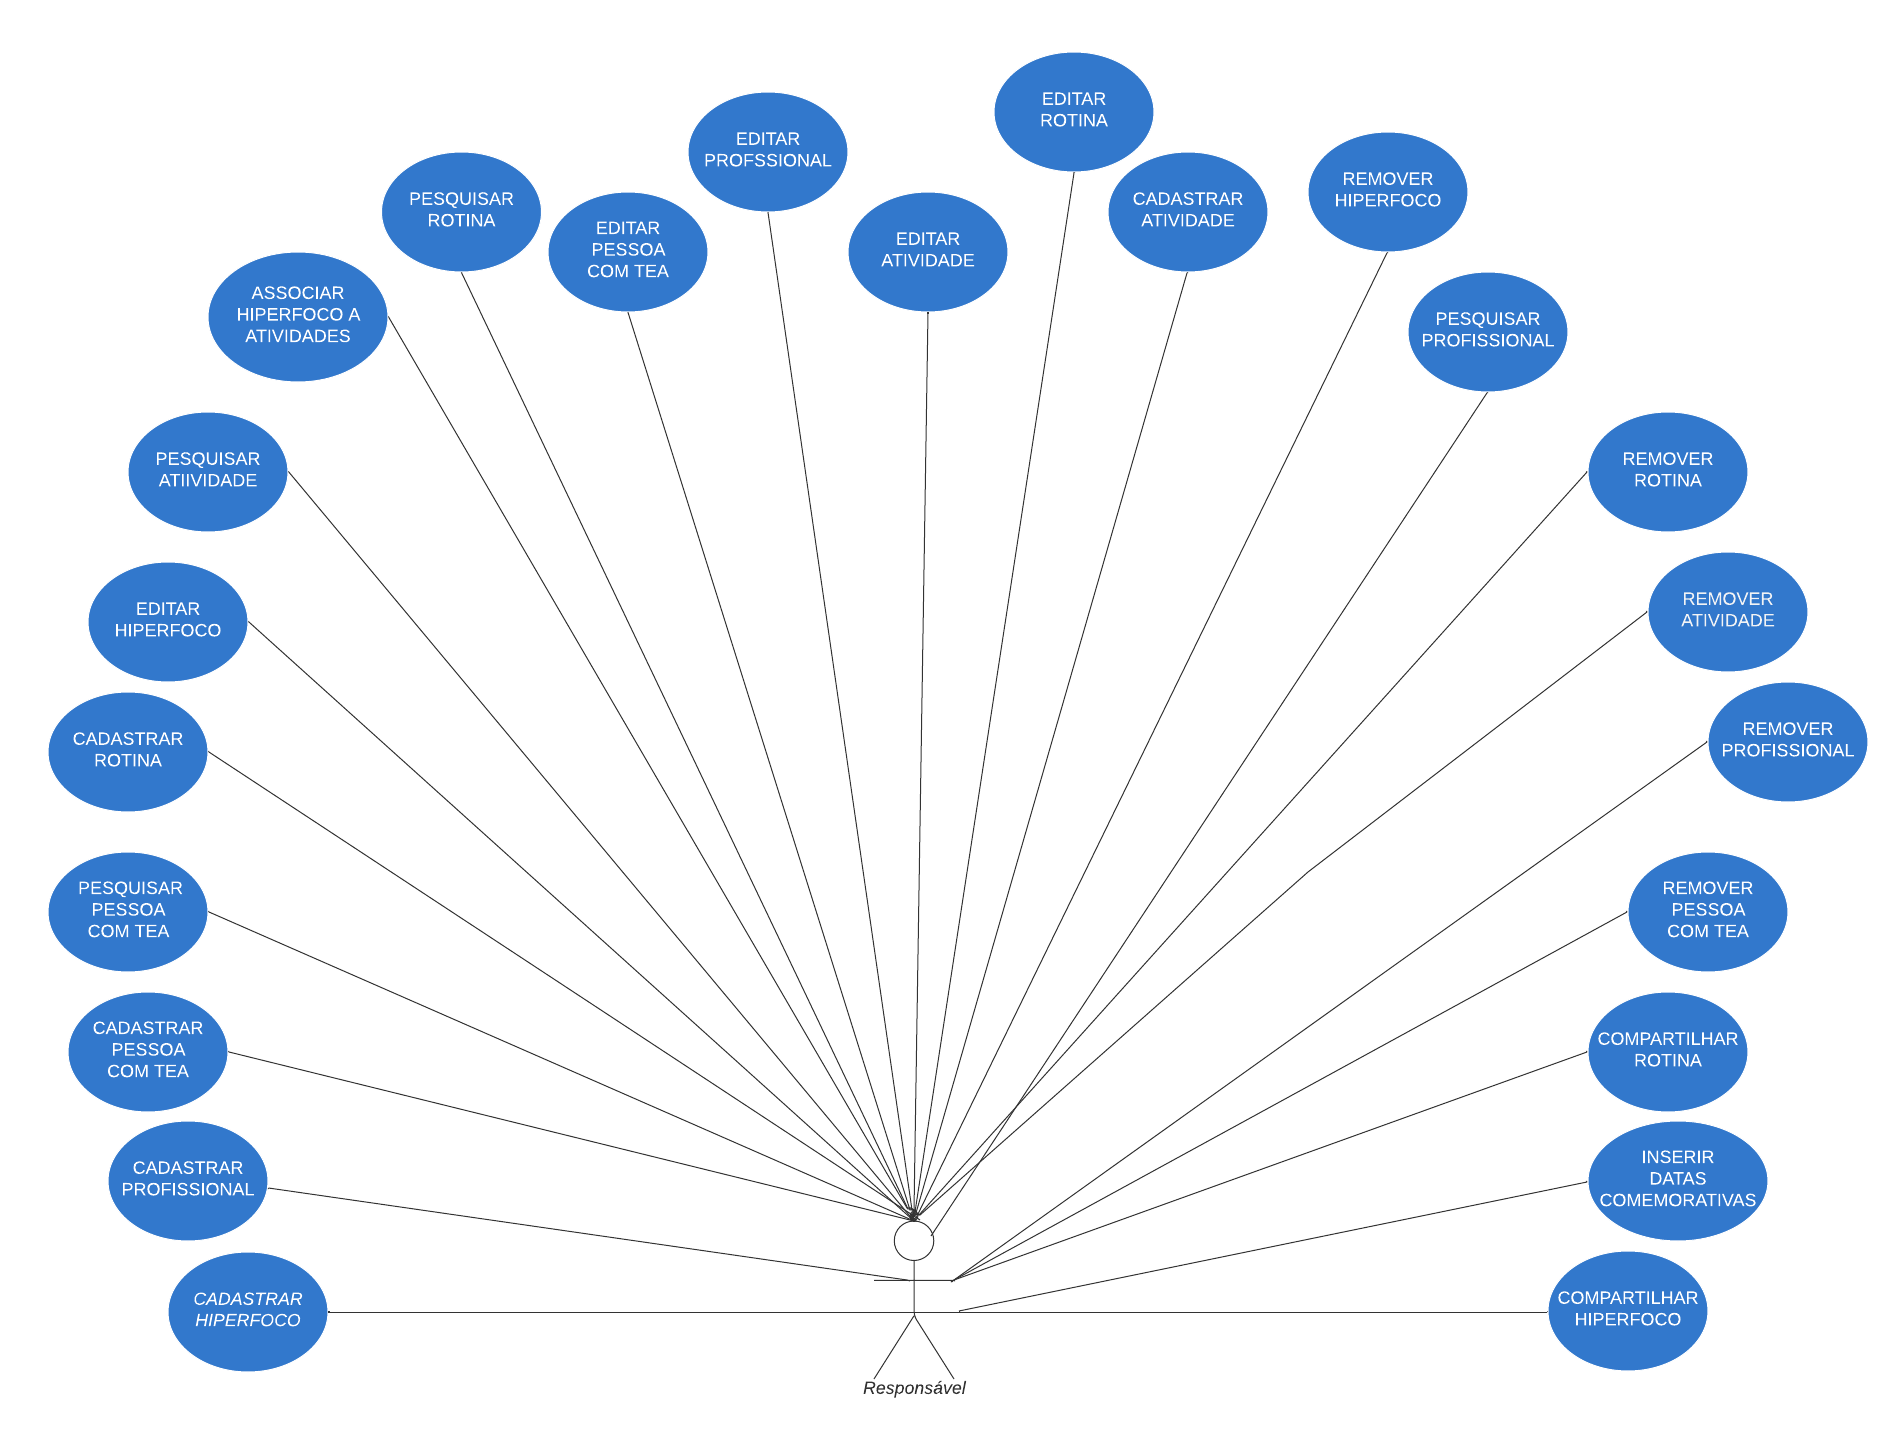 EDITAR
ROTINA
EDITAR
PROFSSIONAL
REMOVER
HIPERFOCO
PESQUISAR
ROTINA
CADASTRAR
ATIVIDADE
EDITAR
PESSOA
COM TEA
EDITAR
ATIVIDADE
ASSOCIAR
HIPERFOCO A
ATIVIDADES
PESQUISAR
PROFISSIONAL
PESQUISAR
ATIIVIDADE
REMOVER
ROTINA
EDITAR
HIPERFOCO
REMOVER
ATIVIDADE
CADASTRAR
ROTINA
REMOVER
PROFISSIONAL
PESQUISAR
PESSOA
COM TEA
REMOVER
PESSOA
COM TEA
CADASTRAR
PESSOA
COM TEA
COMPARTILHAR
ROTINA
CADASTRAR
PROFISSIONAL
INSERIR
DATAS
COMEMORATIVAS
CADASTRAR
HIPERFOCO
COMPARTILHAR
HIPERFOCO
Responsável